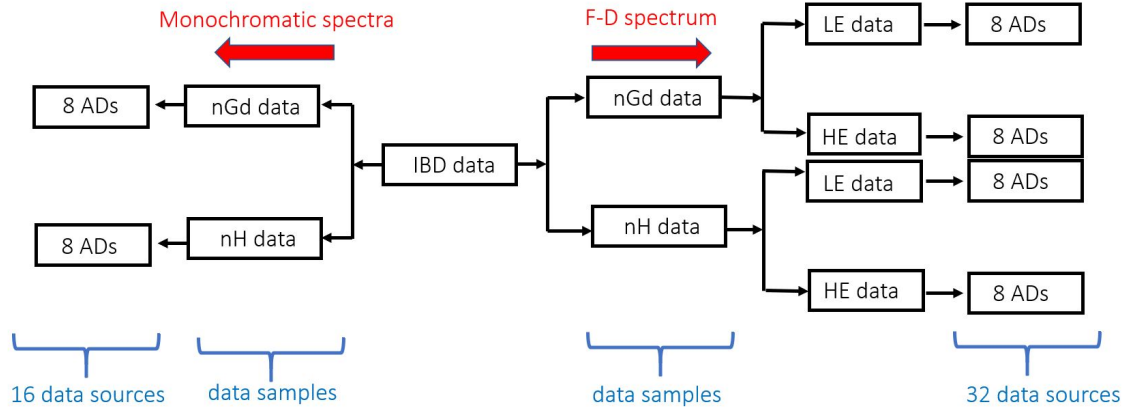 Monochromatic spectra
F-D spectrum
LE data
8 ADs
8 ADs
nGd data
nGd data
HE data
8 ADs
IBD data
LE data
8 ADs
8 ADs
nH data
nH data
HE data
8 ADs
16 data sources
data samples
data samples
32 data sources